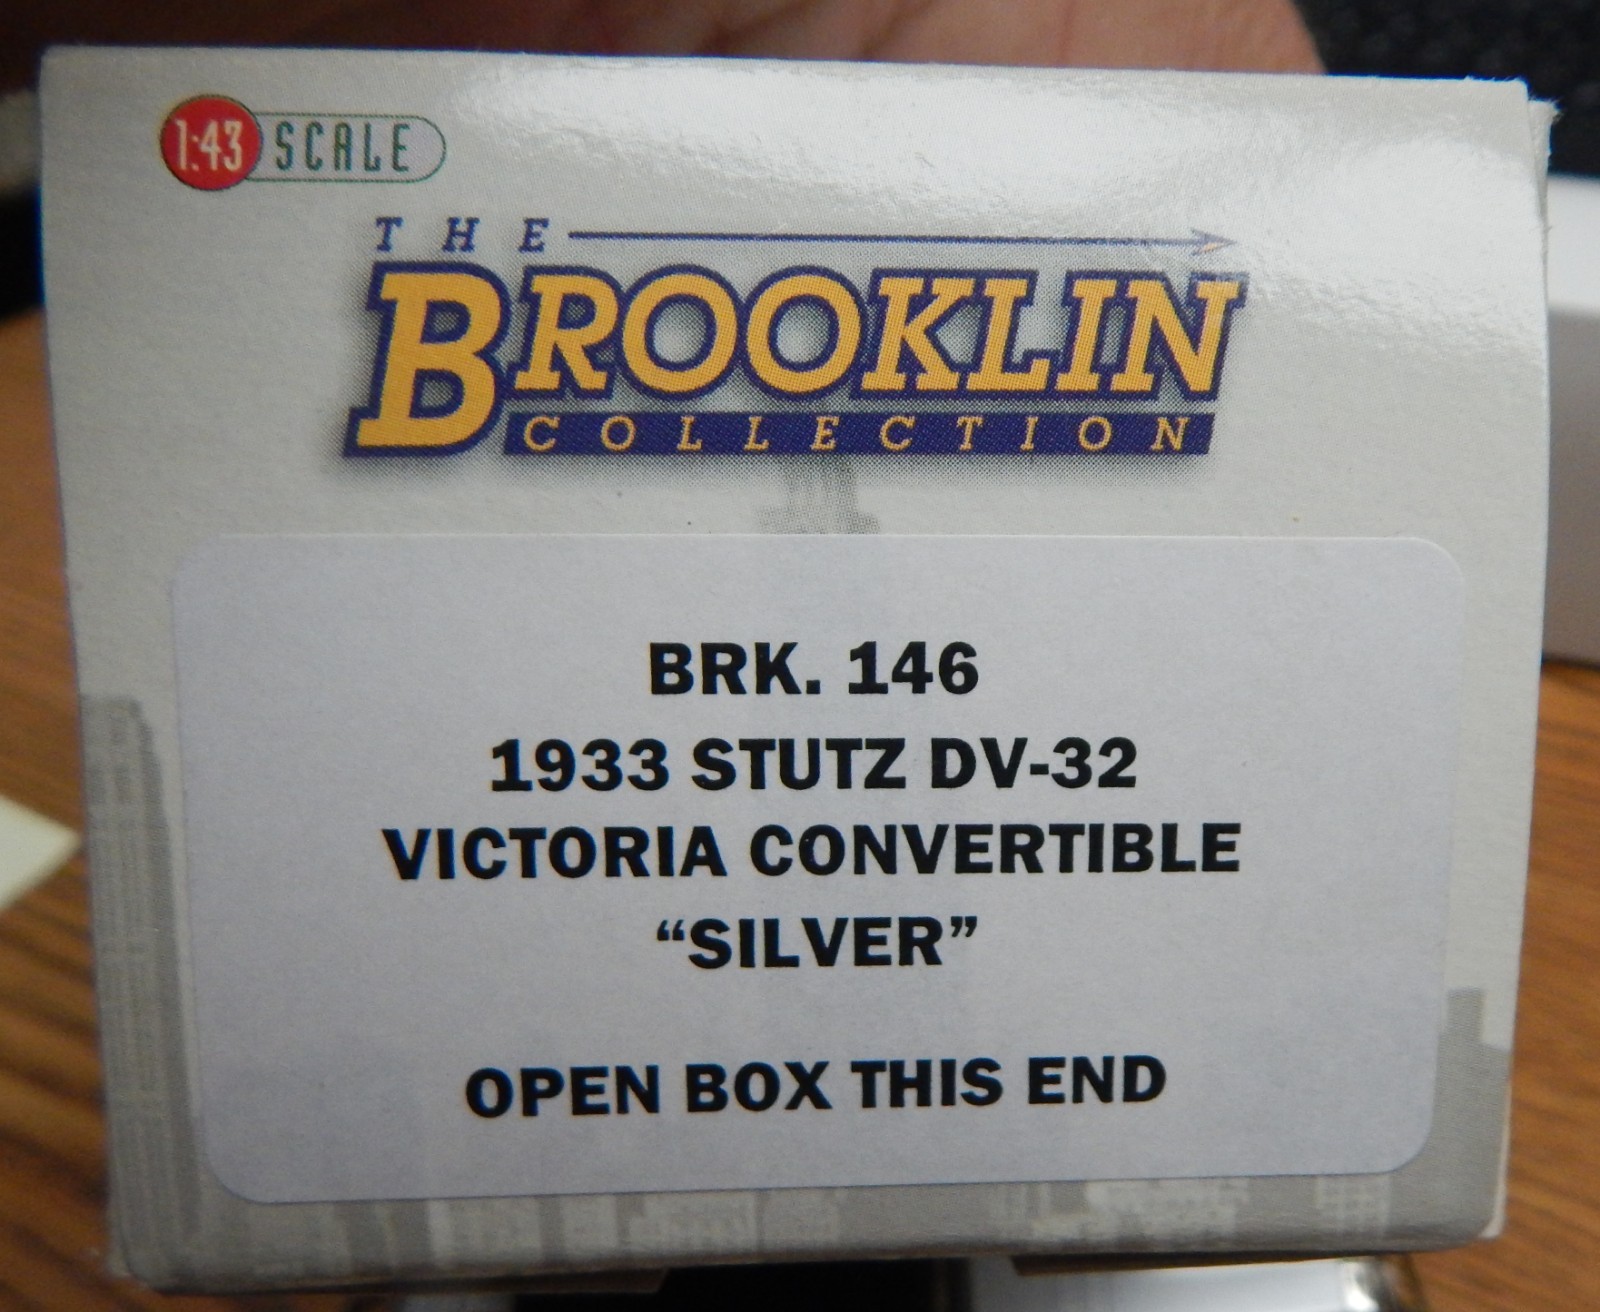 1:43 SCALE
THE
BROOKLIN
COLLECTION
BRK. 146
1933 STUTZ DV-32
VICTORIA CONVERTIBLE
“SILVER”
OPEN BOX THIS END